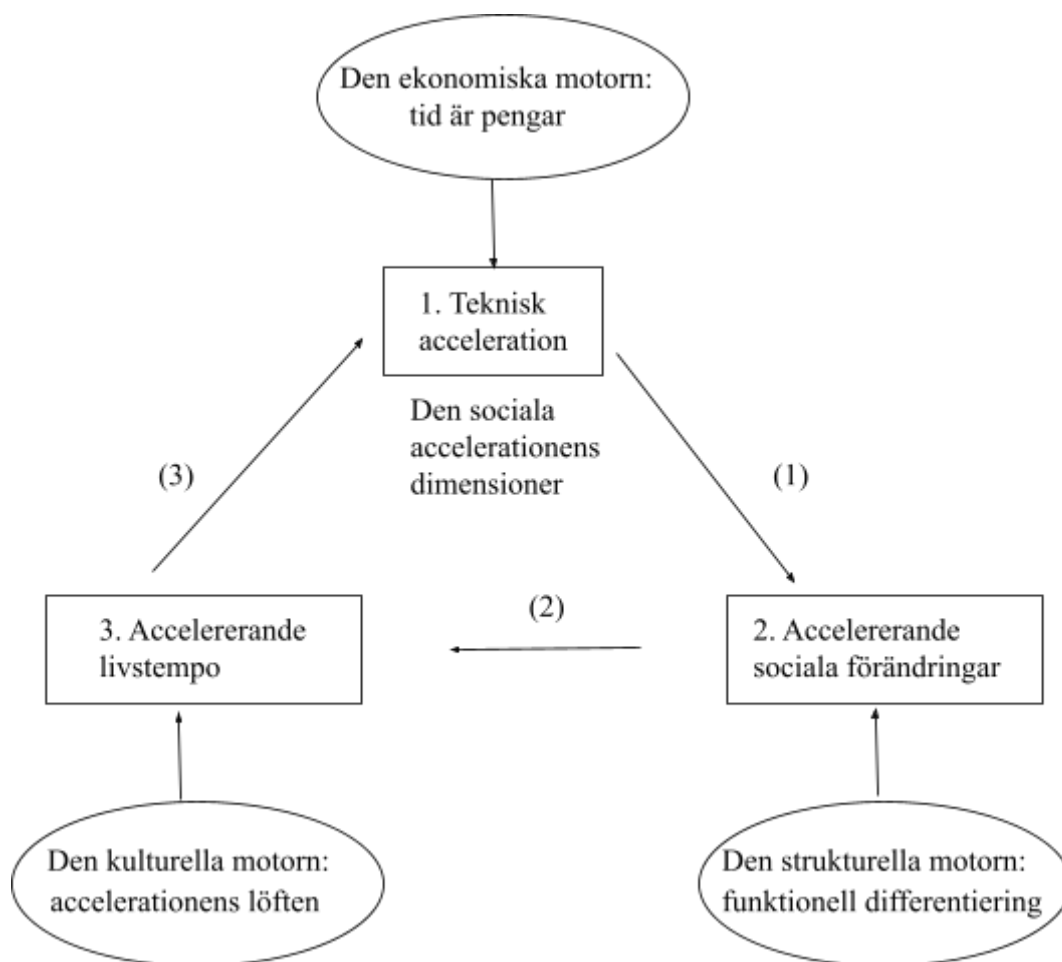 Den ekonomiska motorn:
tid är pengar
1. Teknisk
acceleration
Den sociala
accelerationens
dimensioner
(3)
(1)
(2)
3. Accelererande
livstempo
2. Accelererande
sociala förändringar
Den kulturella motorn:
accelerationens löften
Den strukturella motorn:
funktionell differentiering